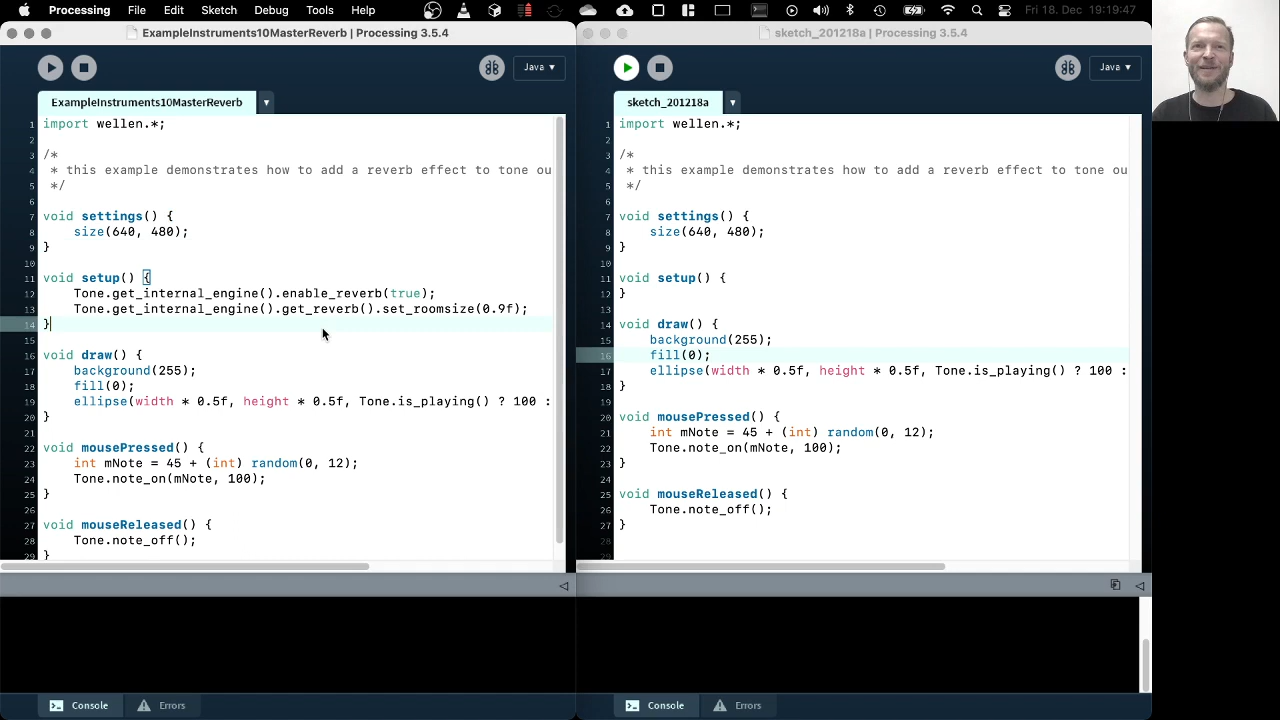 Processing File Edit Sketch Debug Tools Help Fri 18. Dec 19:19:47
ExampleInstruments10MasterReverb | Processing 3.5.4
Java ▾
ExampleInstruments10MasterReverb ▾
1 import wellen.*;
2
3 /*
4  * this example demonstrates how to add a reverb effect to tone ou
5  */
6
7 void settings() {
8     size(640, 480);
9 }
10
11 void setup() {
12     Tone.get_internal_engine().enable_reverb(true);
13     Tone.get_internal_engine().get_reverb().set_roomsize(0.9f);
14 }
15
16 void draw() {
17     background(255);
18     fill(0);
19     ellipse(width * 0.5f, height * 0.5f, Tone.is_playing() ? 100 :
20 }
21
22 void mousePressed() {
23     int mNote = 45 + (int) random(0, 12);
24     Tone.note_on(mNote, 100);
25 }
26
27 void mouseReleased() {
28     Tone.note_off();
29 }
Console Errors
sketch_201218a | Processing 3.5.4
Java ▾
sketch_201218a ▾
1 import wellen.*;
2
3 /*
4  * this example demonstrates how to add a reverb effect to tone ou
5  */
6
7 void settings() {
8     size(640, 480);
9 }
10
11 void setup() {
12 }
13
14 void draw() {
15     background(255);
16     fill(0);
17     ellipse(width * 0.5f, height * 0.5f, Tone.is_playing() ? 100 :
18 }
19
20 void mousePressed() {
21     int mNote = 45 + (int) random(0, 12);
22     Tone.note_on(mNote, 100);
23 }
24
25 void mouseReleased() {
26     Tone.note_off();
27 }
28
29
Console Errors